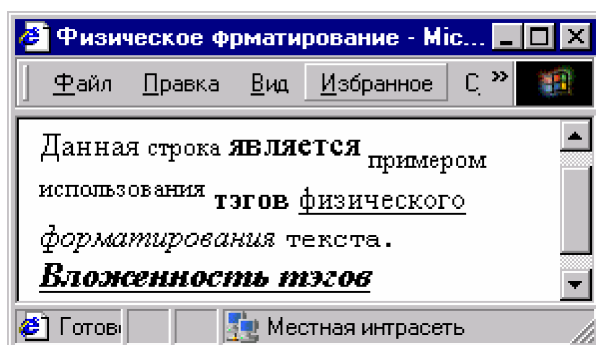 Физическое фрматирование - Mic...
Файл Правка Вид Избранное С »
Данная строка является примером
использования тэгов физического
форматирования текста.
Вложенность тэгов
Готов Местная интрасеть